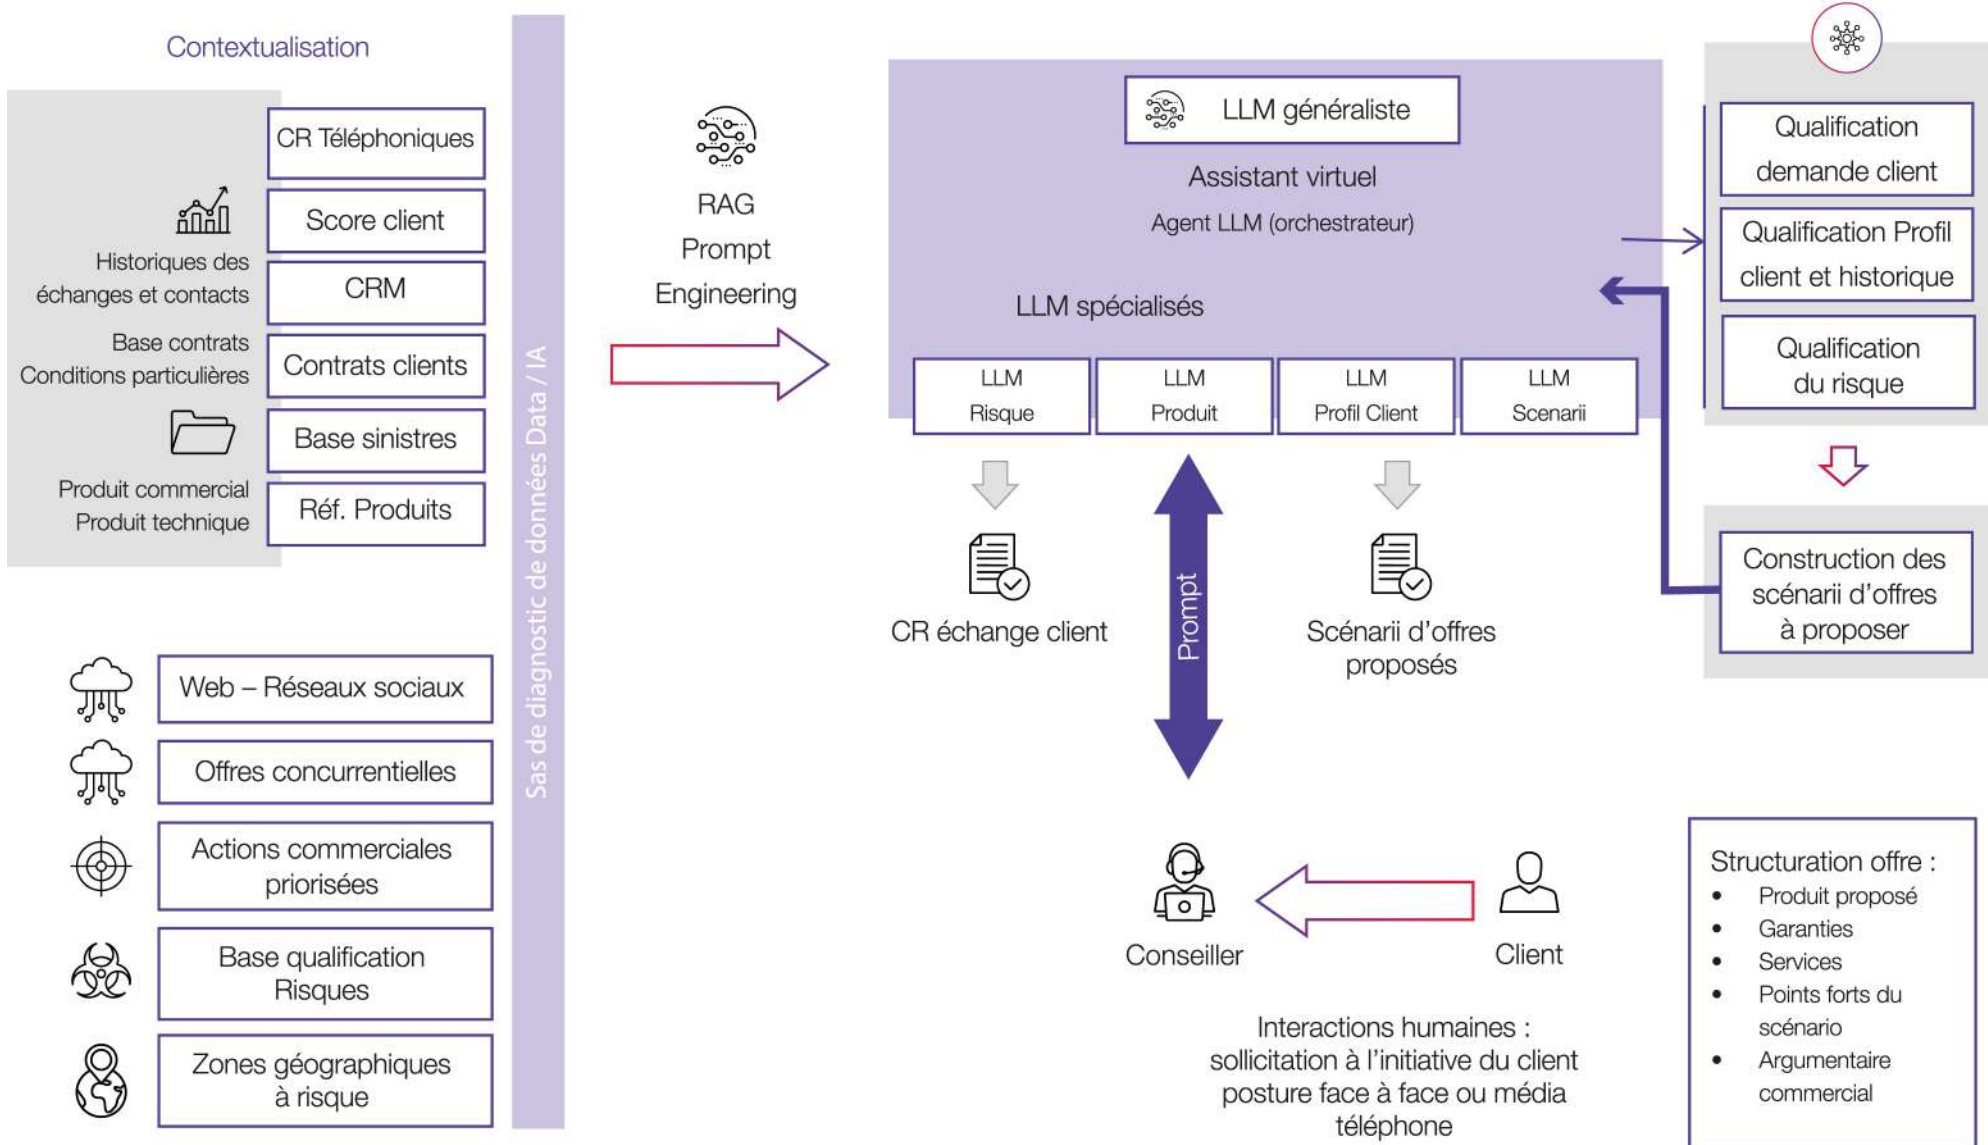 Contextualisation
CR Téléphoniques
Score client
Historiques des
échanges et contacts
CRM
Base contrats
Conditions particulières
Contrats clients
Base sinistres
Produit commercial
Produit technique
Réf. Produits
Web – Réseaux sociaux
Offres concurrentielles
Actions commerciales
priorisées
Base qualification
Risques
Zones géographiques
à risque
Sas de diagnostic de données Data / IA
RAG
Prompt
Engineering
LLM généraliste
Assistant virtuel
Agent LLM (orchestrateur)
LLM spécialisés
LLM
Risque
LLM
Produit
LLM
Profil Client
LLM
Scenarii
CR échange client
Prompt
Scénarii d’offres
proposés
Conseiller
Client
Interactions humaines :
sollicitation à l’initiative du client
posture face à face ou média
téléphone
Qualification
demande client
Qualification Profil
client et historique
Qualification
du risque
Construction des
scénarii d’offres
à proposer
Structuration offre :
• Produit proposé
• Garanties
• Services
• Points forts du
scénario
• Argumentaire
commercial